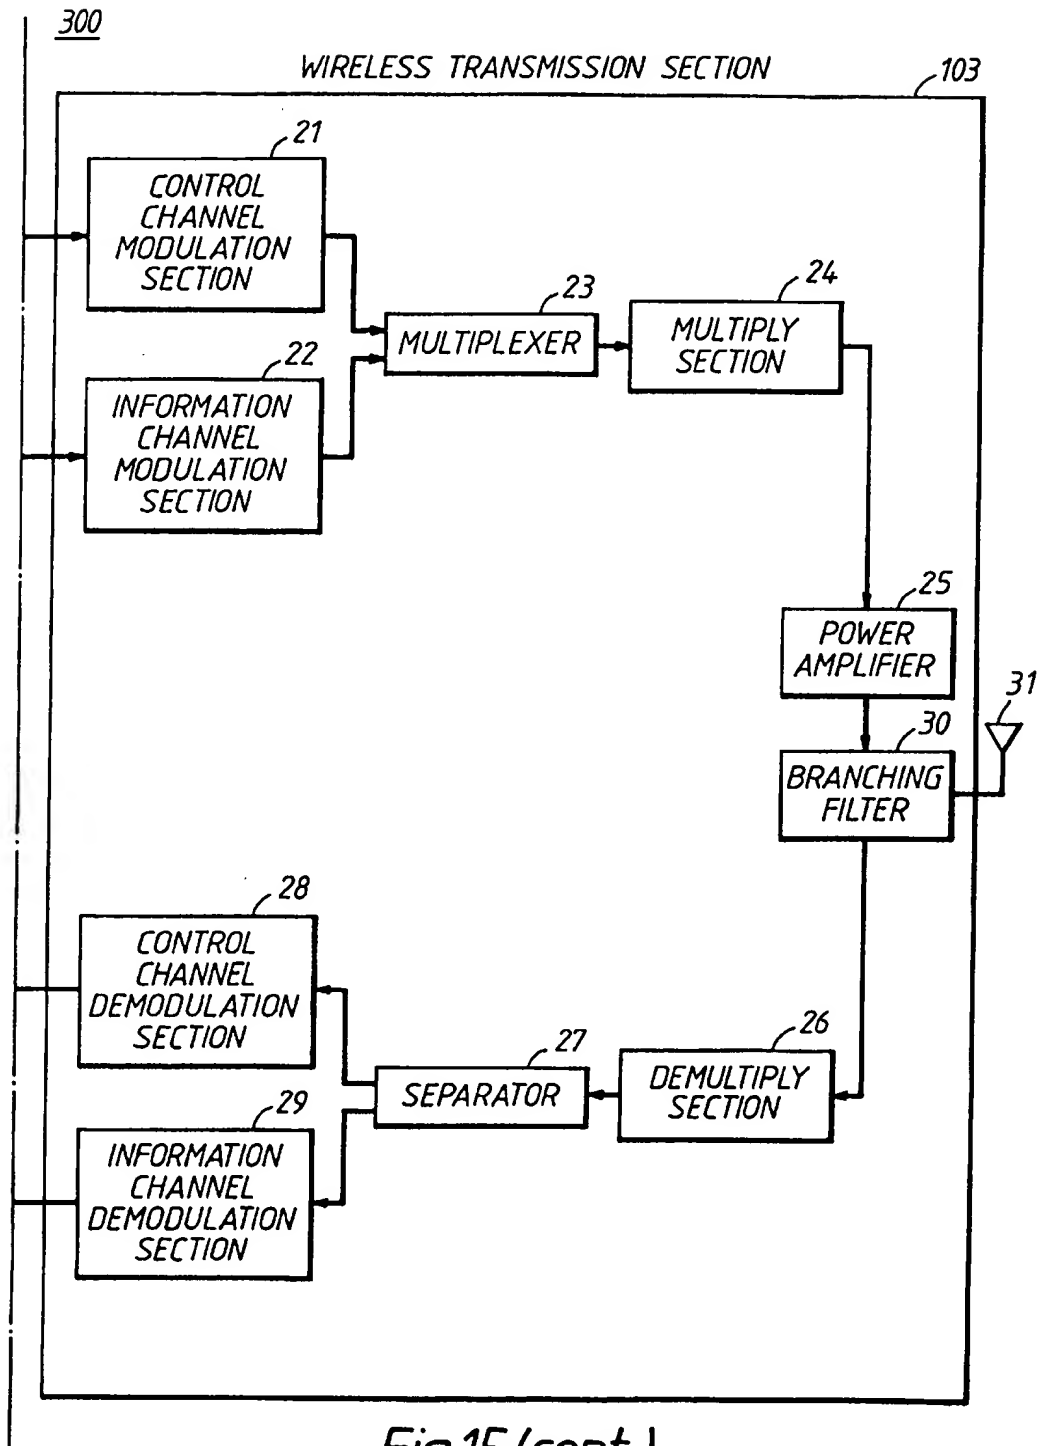 300
WIRELESS TRANSMISSION SECTION
103
21
CONTROL
CHANNEL
MODULATION
SECTION
22
INFORMATION
CHANNEL
MODULATION
SECTION
23
MULTIPLEXER
24
MULTIPLY
SECTION
25
POWER
AMPLIFIER
31
30
BRANCHING
FILTER
28
CONTROL
CHANNEL
DEMODULATION
SECTION
26
DEMULTIPLY
SECTION
27
SEPARATOR
29
INFORMATION
CHANNEL
DEMODULATION
SECTION
(cont.)